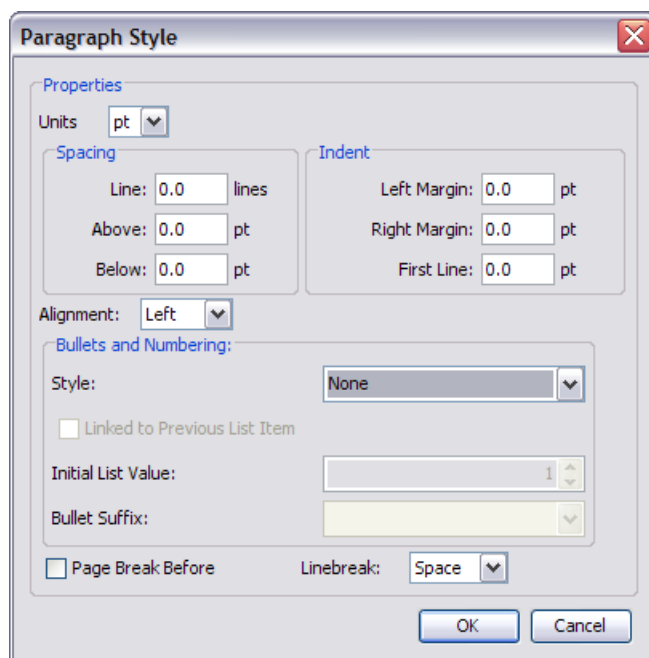 Paragraph Style
Properties
Units pt
Spacing Indent
Line: 0.0 lines Left Margin: 0.0 pt
Above: 0.0 pt Right Margin: 0.0 pt
Below: 0.0 pt First Line: 0.0 pt
Alignment: Left
Bullets and Numbering:
Style: None
Linked to Previous List Item
Initial List Value: 1
Bullet Suffix:
Page Break Before Linebreak: Space
OK Cancel